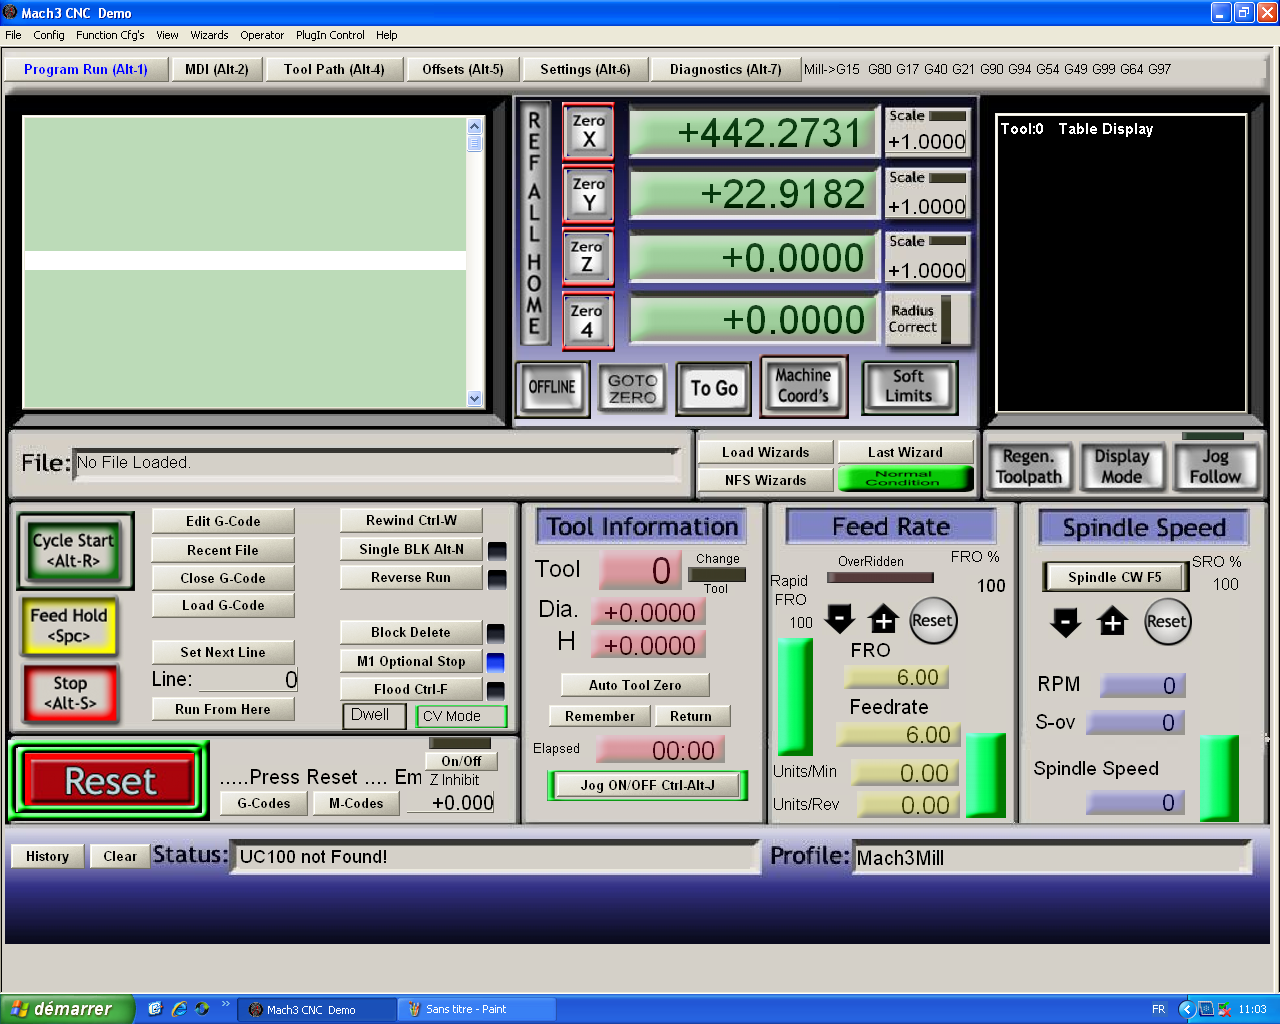 Mach3 CNC  Demo
File Config Function Cfg's View Wizards Operator PlugIn Control Help
Program Run (Alt-1) MDI (Alt-2) Tool Path (Alt-4) Offsets (Alt-5) Settings (Alt-6) Diagnostics (Alt-7) Mill->G15  G80 G17 G40 G21 G90 G94 G54 G49 G99 G64 G97
REF ALL HOME
Zero X +442.2731 Scale +1.0000
Zero Y +22.9182 Scale +1.0000
Zero Z +0.0000 Scale +1.0000
Zero 4 +0.0000 Radius Correct
OFFLINE GOTO ZERO To Go Machine Coord's Soft Limits
Tool:0   Table Display
File: No File Loaded.
Load Wizards Last Wizard
NFS Wizards Normal Condition
Regen. Toolpath Display Mode Jog Follow
Cycle Start <Alt-R>
Feed Hold <Spc>
Stop <Alt-S>
Edit G-Code
Recent File
Close G-Code
Load G-Code
Set Next Line
Line: 0
Run From Here
Rewind Ctrl-W
Single BLK Alt-N
Reverse Run
Block Delete
M1 Optional Stop
Flood Ctrl-F
Dwell CV Mode
Reset
.....Press Reset .... Em
G-Codes M-Codes
On/Off
Z Inhibit
+0.000
Tool Information
Tool 0 Change Tool
Dia. +0.0000
H +0.0000
Auto Tool Zero
Remember Return
Elapsed 00:00
Jog ON/OFF Ctrl-Alt-J
Feed Rate
OverRidden FRO %
100
Rapid FRO
100
Reset
FRO
6.00
Feedrate
6.00
Units/Min 0.00
Units/Rev 0.00
Spindle Speed
Spindle CW F5 SRO %
100
Reset
RPM 0
S-ov 0
Spindle Speed
0
History Clear Status: UC100 not Found! Profile: Mach3Mill
démarrer Mach3 CNC  Demo Sans titre - Paint FR 11:03